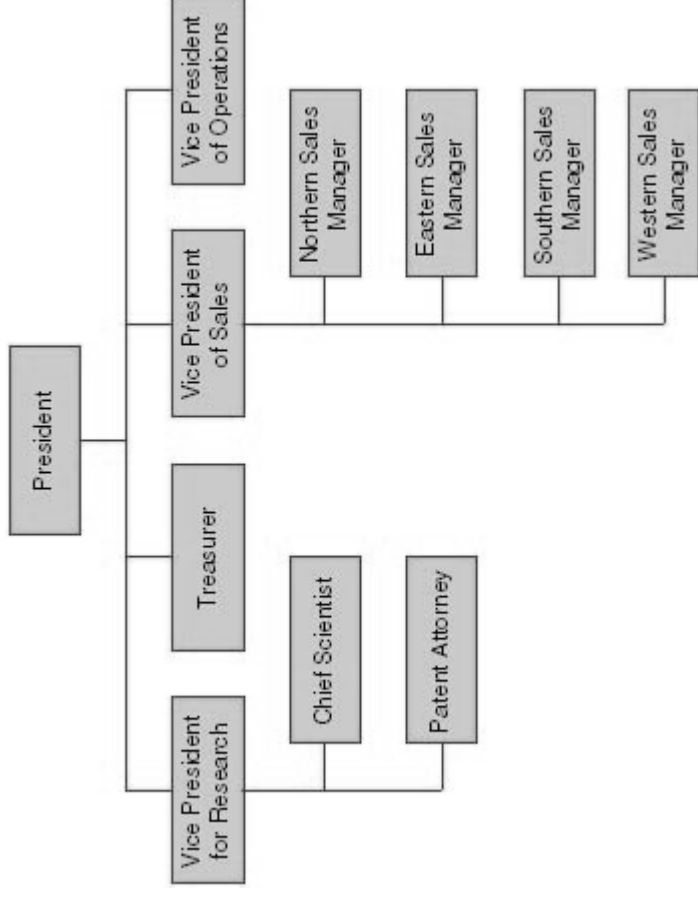 President
Vice President
for Research
Treasurer
Vice President
of Sales
Vice President
of Operations
Chief Scientist
Patent Attorney
Northern Sales
Manager
Eastern Sales
Manager
Southern Sales
Manager
Western Sales
Manager